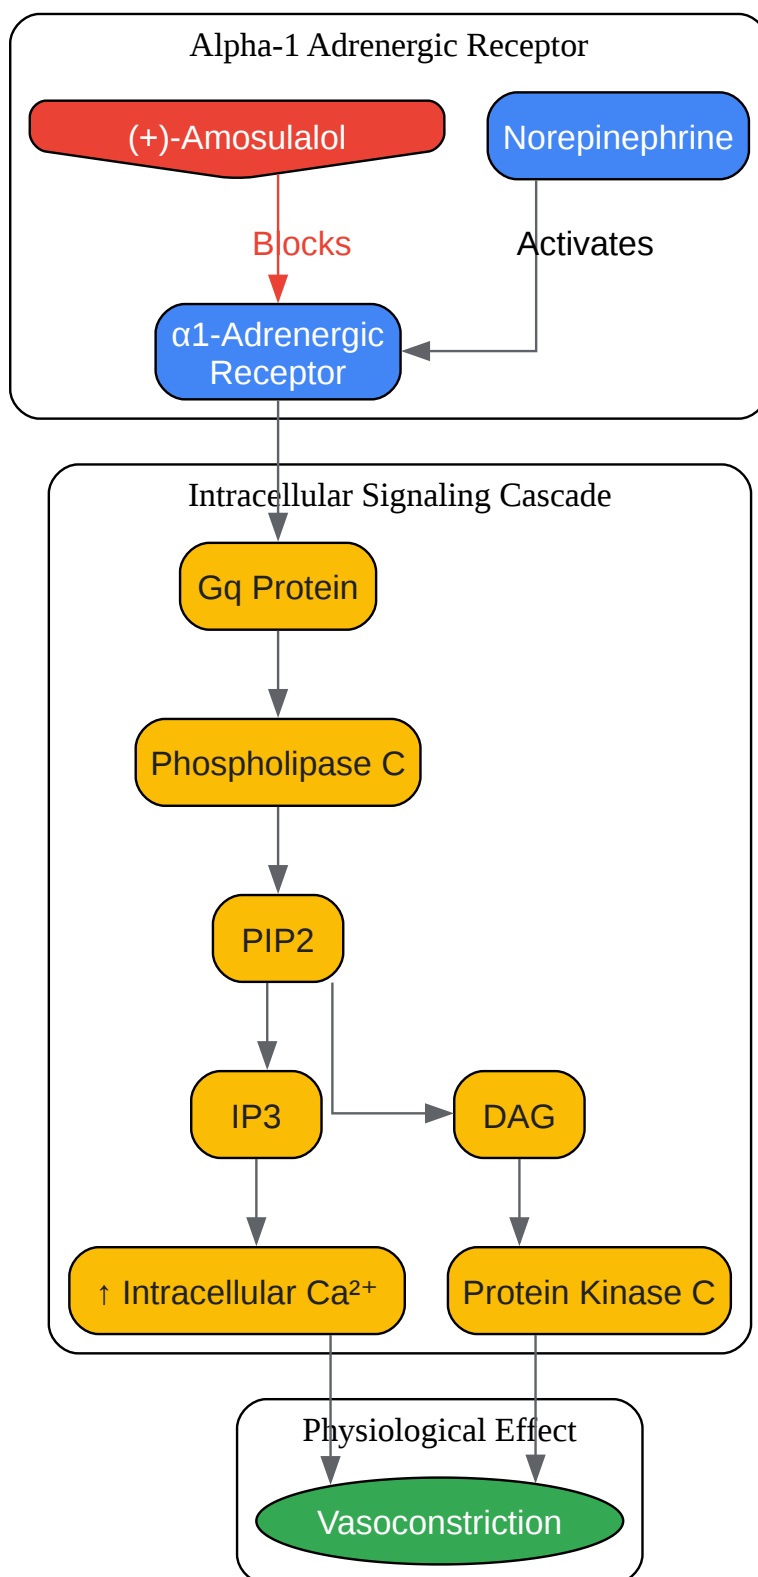 Alpha-1 Adrenergic Receptor
(+)-Amosulalol
Norepinephrine
Blocks
Activates
α1-Adrenergic
Receptor
Intracellular Signaling Cascade
Gq Protein
Phospholipase C
PIP2
IP3
DAG
↑ Intracellular Ca²⁺
Protein Kinase C
Physiological Effect
Vasoconstriction